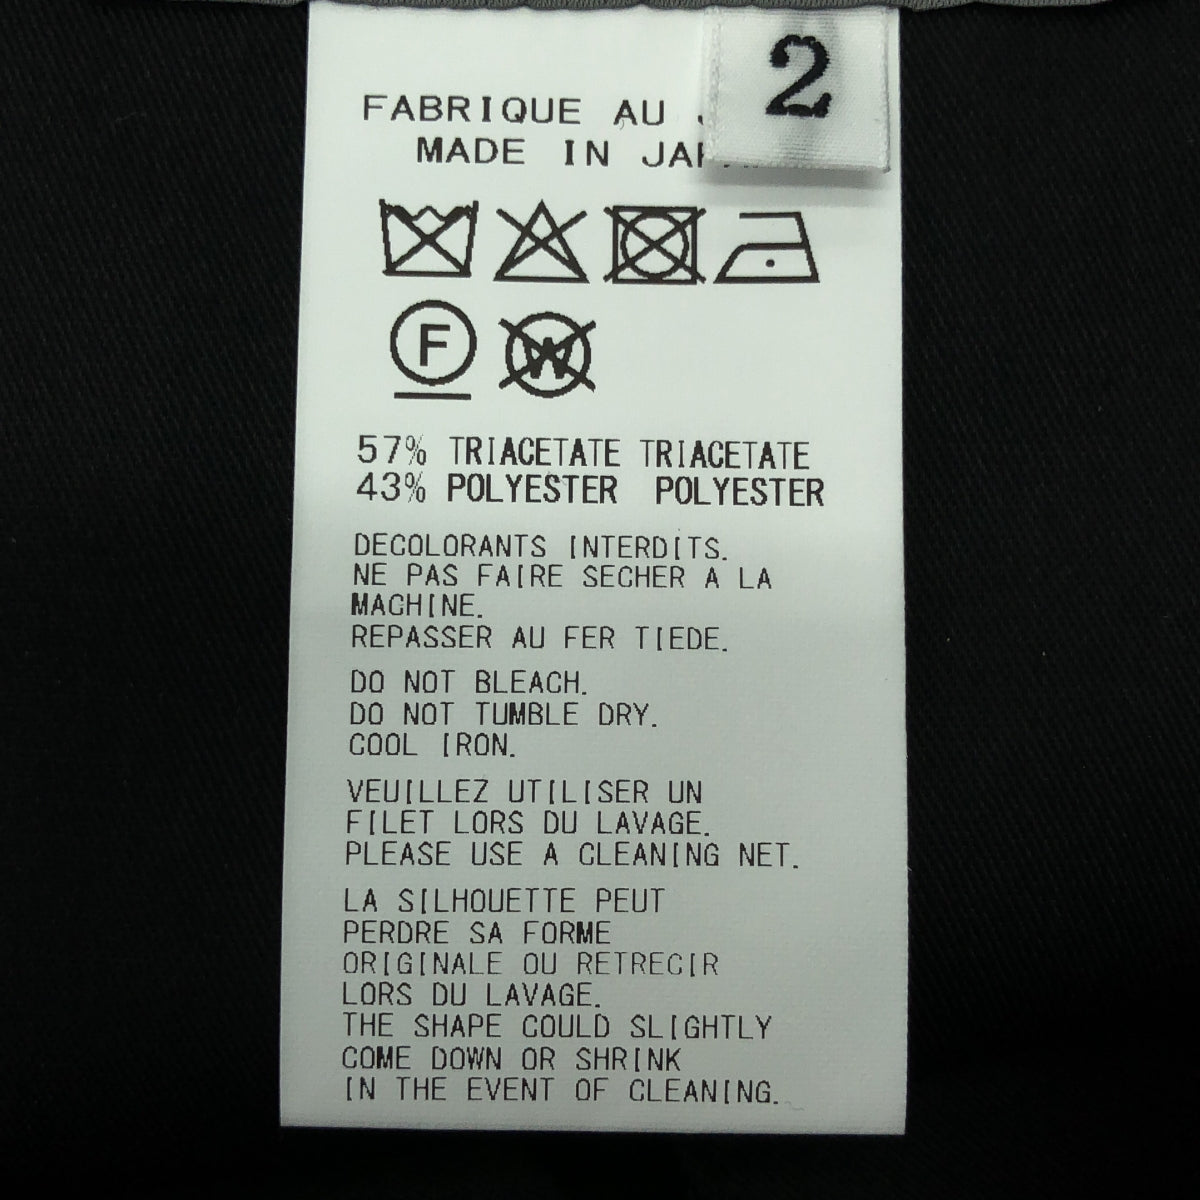 2
FABRIQUE AU
MADE IN
F
W
57% TRIACETATE TRIACETATE
43% POLYESTER POLYESTER
DECOLORANTS INTERDITS.
NE PAS FAIRE SECHER A LA
MACHINE.
REPASSER AU FER TIEDE.
DO NOT BLEACH.
DO NOT TUMBLE DRY.
COOL IRON.
VEUILLEZ UTILISER UN
FILET LORS DU LAVAGE.
PLEASE USE A CLEANING NET.
LA SILHOUETTE PEUT
PERDRE SA FORME
ORIGINALE OU RETRECIR
LORS DU LAVAGE.
THE SHAPE COULD SLIGHTLY
COME DOWN OR SHRINK
IN THE EVENT OF CLEANING.